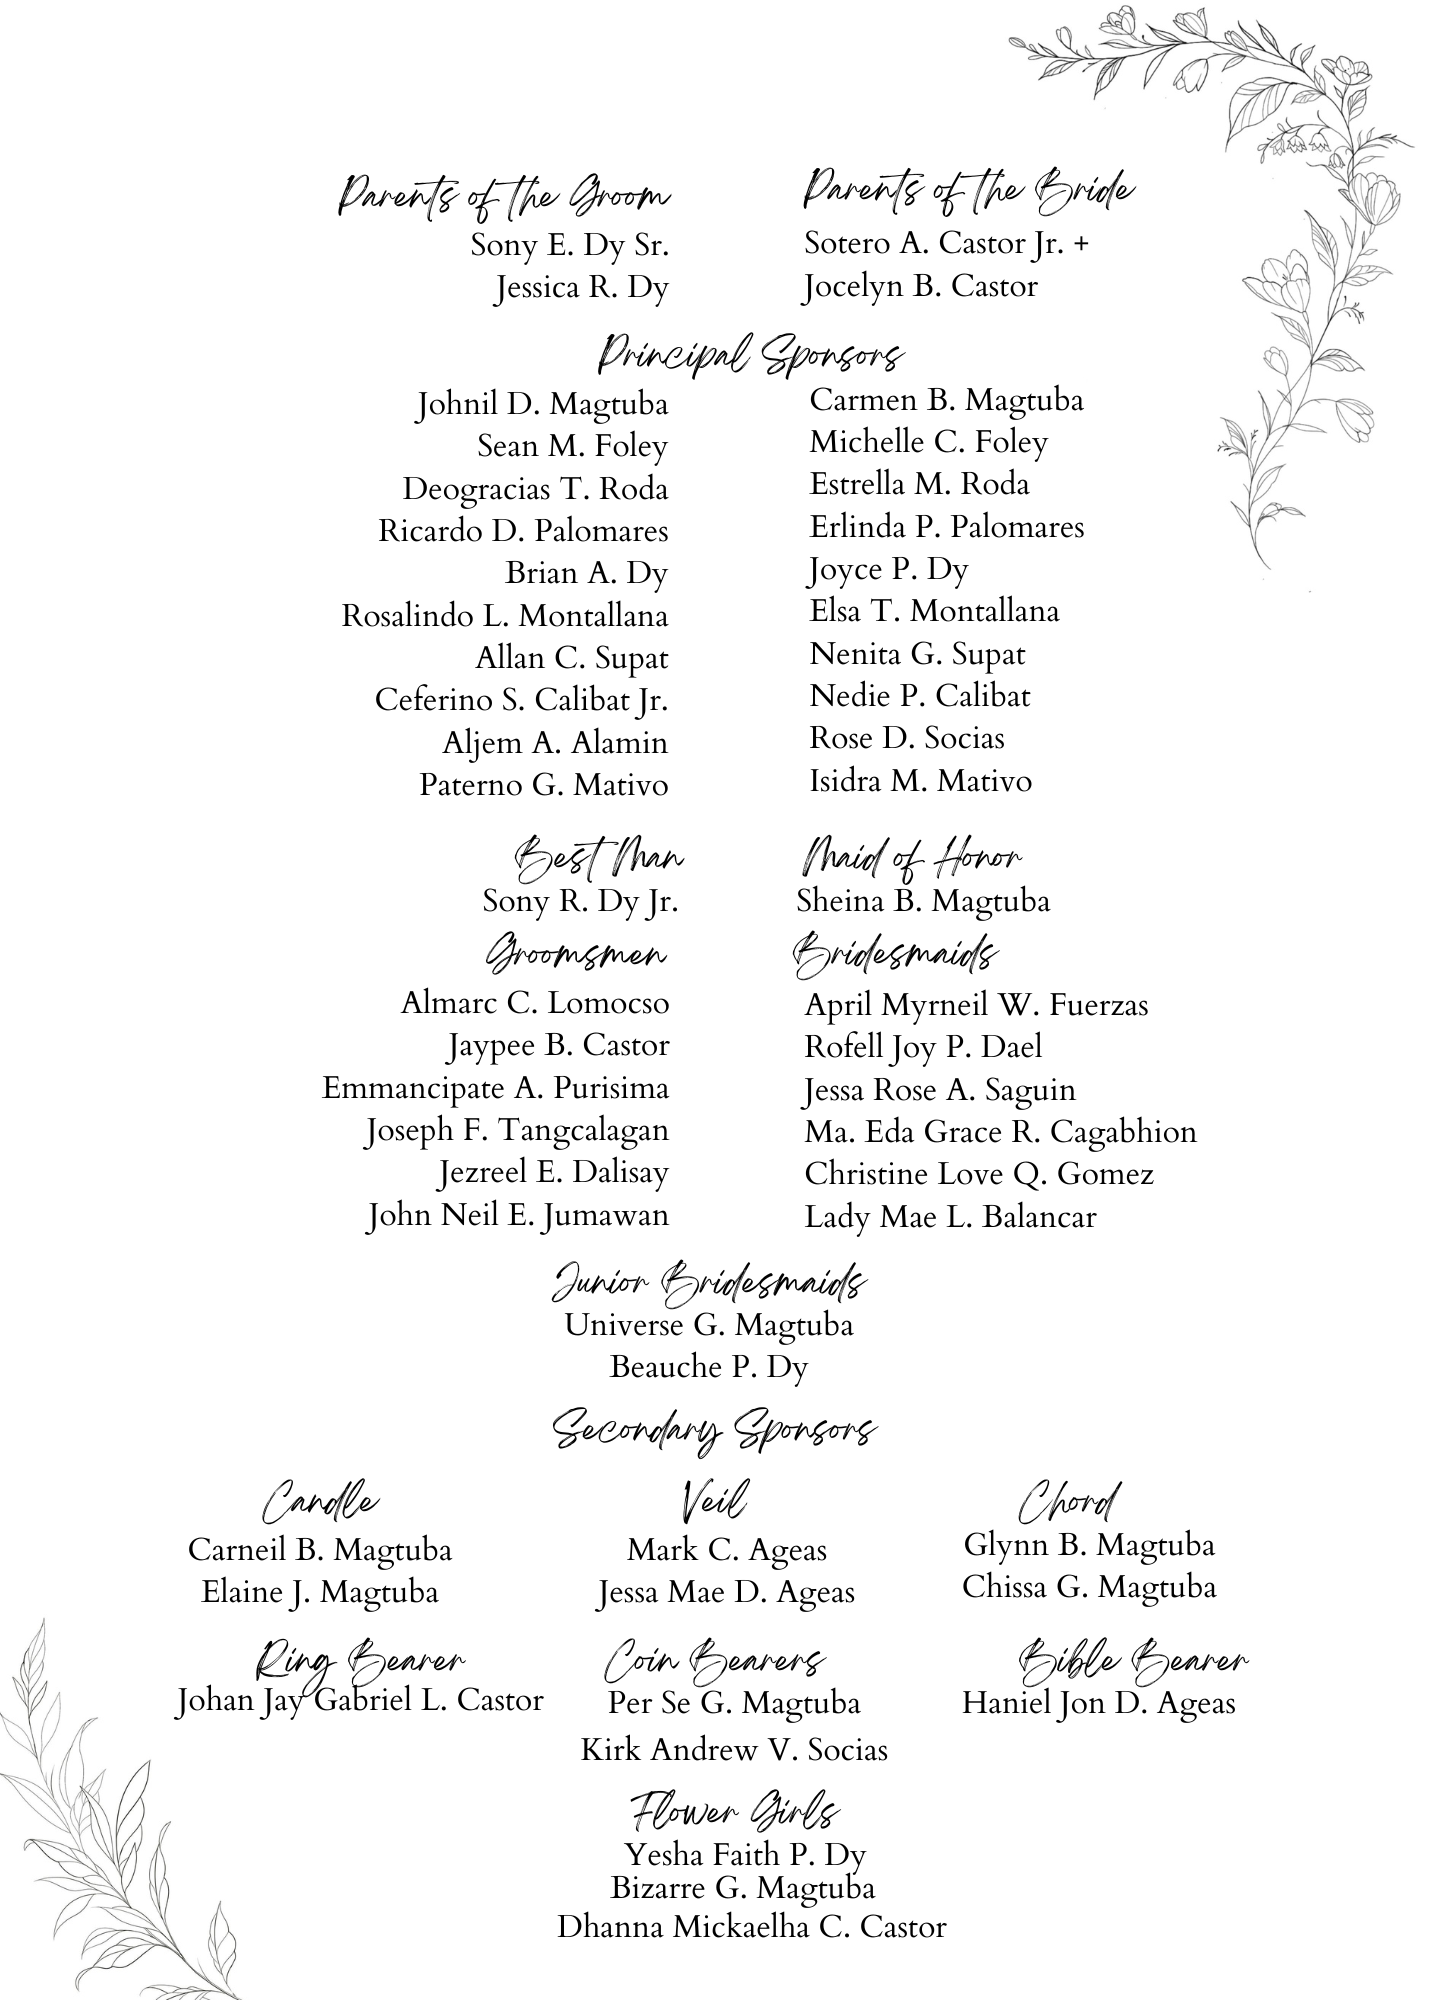 Parents of the Groom
Sony E. Dy Sr.
Jessica R. Dy
Parents of the Bride
Sotero A. Castor Jr. +
Jocelyn B. Castor
Principal Sponsors
Johnil D. Magtuba
Sean M. Foley
Deogracias T. Roda
Ricardo D. Palomares
Brian A. Dy
Rosalindo L. Montallana
Allan C. Supat
Ceferino S. Calibat Jr.
Aljem A. Alamin
Paterno G. Mativo
Carmen B. Magtuba
Michelle C. Foley
Estrella M. Roda
Erlinda P. Palomares
Joyce P. Dy
Elsa T. Montallana
Nenita G. Supat
Nedie P. Calibat
Rose D. Socias
Isidra M. Mativo
Best Man
Sony R. Dy Jr.
Maid of Honor
Sheina B. Magtuba
Groomsmen
Almarc C. Lomocso
Jaypee B. Castor
Emmancipate A. Purisima
Joseph F. Tangcalagan
Jezreel E. Dalisay
John Neil E. Jumawan
Bridesmaids
April Myrneil W. Fuerzas
Rofell Joy P. Dael
Jessa Rose A. Saguin
Ma. Eda Grace R. Cagabhion
Christine Love Q. Gomez
Lady Mae L. Balancar
Junior Bridesmaids
Universe G. Magtuba
Beauche P. Dy
Secondary Sponsors
Candle
Carneil B. Magtuba
Elaine J. Magtuba
Veil
Mark C. Ageas
Jessa Mae D. Ageas
Chord
Glynn B. Magtuba
Chissa G. Magtuba
Ring Bearer
Johan Jay Gabriel L. Castor
Coin Bearers
Per Se G. Magtuba
Kirk Andrew V. Socias
Bible Bearer
Haniel Jon D. Ageas
Flower Girls
Yesha Faith P. Dy
Bizarre G. Magtuba
Dhanna Mickaelha C. Castor